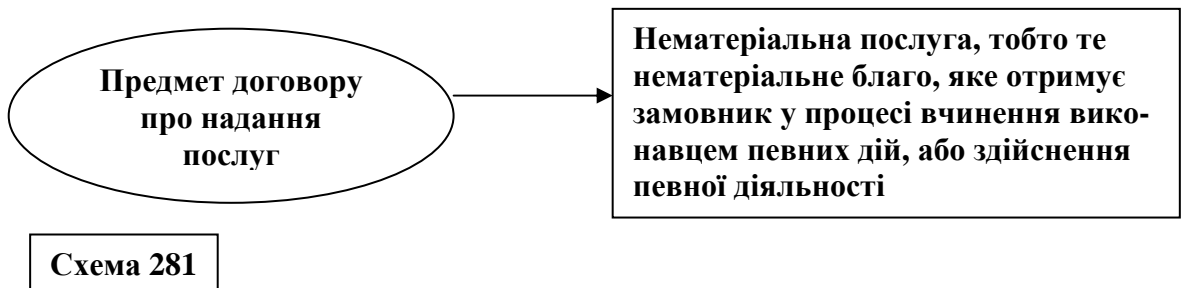 Предмет договору
про надання
послуг
Нематеріальна послуга, тобто те
нематеріальне благо, яке отримує
замовник у процесі вчинення вико-
навцем певних дій, або здійснення
певної діяльності
Схема 281